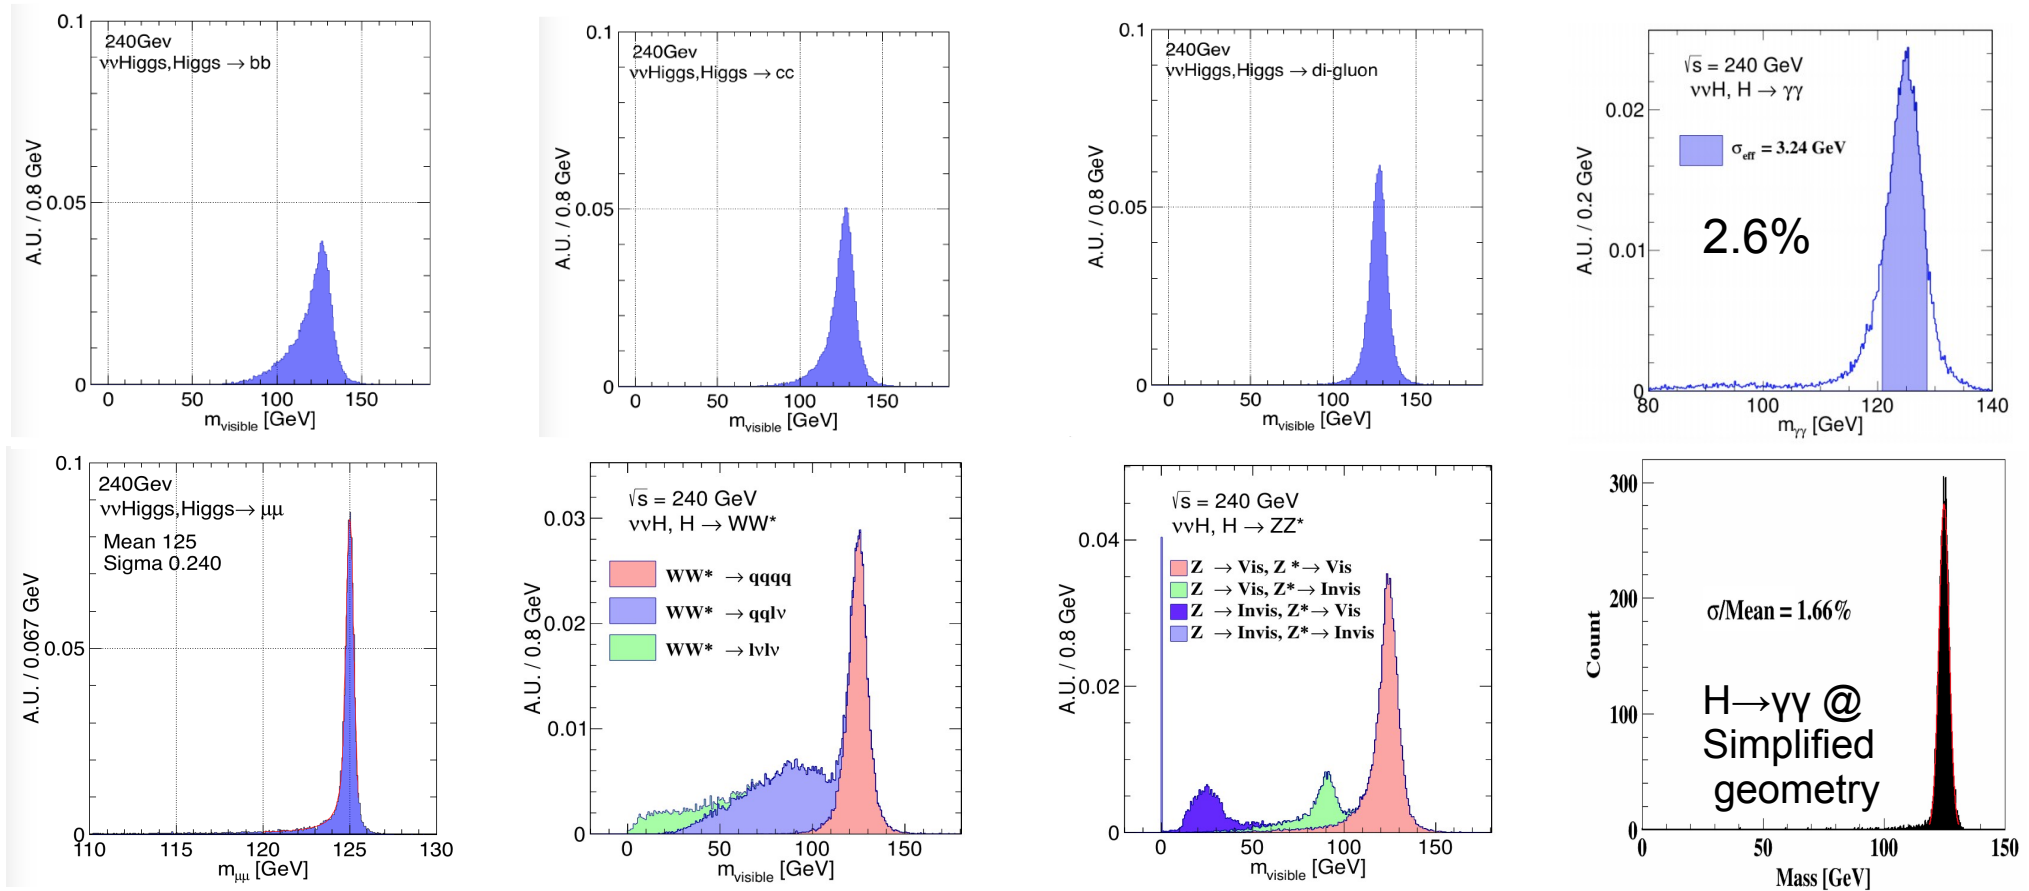 0.1
240Gev
ννHiggs,Higgs → bb
0.05
0
0 50 100 150
m_visible [GeV]
A.U. / 0.8 GeV
0.1
240Gev
ννHiggs,Higgs → cc
0.05
0
0 50 100 150
m_visible [GeV]
A.U. / 0.8 GeV
0.1
240Gev
ννHiggs,Higgs → di-gluon
0.05
0
0 50 100 150
m_visible [GeV]
A.U. / 0.8 GeV
√s = 240 GeV
ννH, H → γγ
0.02
σ_eff = 3.24 GeV
2.6%
0.01
0
80 100 120 140
m_γγ [GeV]
A.U. / 0.2 GeV
0.1
240Gev
ννHiggs,Higgs→ μμ
Mean 125
Sigma 0.240
0.05
0
110 115 120 125 130
m_μμ [GeV]
A.U. / 0.067 GeV
√s = 240 GeV
ννH, H → WW*
0.03
WW* → qqqq
WW* → qqlν
0.02
WW* → lνlν
0.01
0
0 50 100 150
m_visible [GeV]
A.U. / 0.8 GeV
√s = 240 GeV
ννH, H → ZZ*
0.04
Z → Vis, Z * → Vis
Z → Vis, Z* → Invis
Z → Invis, Z* → Vis
Z → Invis, Z* → Invis
0.02
0
0 50 100 150
m_visible [GeV]
A.U. / 0.8 GeV
300
200
σ/Mean = 1.66%
H→γγ @
Simplified
geometry
100
0
0 50 100 150
Mass [GeV]
Count